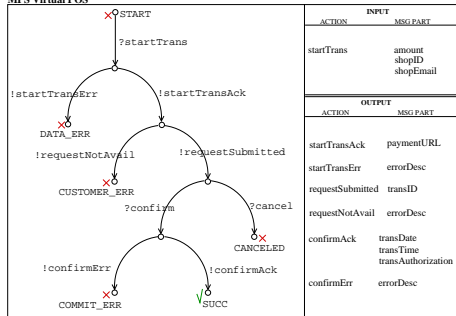 MPS Virtual POS
START
?startTrans
!startTransErr
!startTransAck
DATA_ERR
!requestNotAvail
!requestSubmitted
CUSTOMER_ERR
?confirm
?cancel
CANCELED
!confirmErr
!confirmAck
COMMIT_ERR
SUCC
INPUT
ACTION MSG PART
startTrans amount
shopID
shopEmail
OUTPUT
ACTION MSG PART
startTransAck paymentURL
startTransErr errorDesc
requestSubmitted transID
requestNotAvail errorDesc
confirmAck transDate
transTime
transAuthorization
confirmErr errorDesc